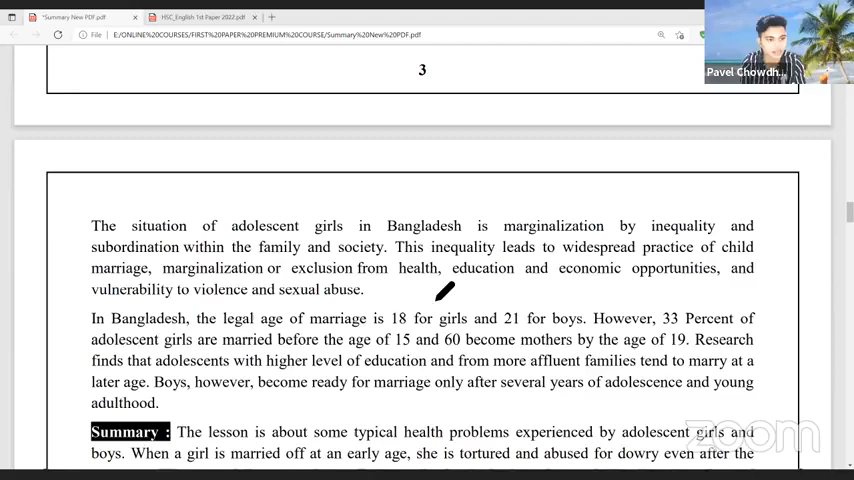 *Summary New PDF.pdf
HSC_English 1st Paper 2022.pdf
File
E:/ONLINE%20COURSES/FIRST%20PAPER%20PREMIUM%20COURSE/Summary%20New%20PDF.pdf
Pavel Chowdh...
3
The situation of adolescent girls in Bangladesh is marginalization by inequality and
subordination within the family and society. This inequality leads to widespread practice of child
marriage, marginalization or exclusion from health, education and economic opportunities, and
vulnerability to violence and sexual abuse.
In Bangladesh, the legal age of marriage is 18 for girls and 21 for boys. However, 33 Percent of
adolescent girls are married before the age of 15 and 60 become mothers by the age of 19. Research
finds that adolescents with higher level of education and from more affluent families tend to marry at a
later age. Boys, however, become ready for marriage only after several years of adolescence and young
adulthood.
Summary : The lesson is about some typical health problems experienced by adolescent girls and
boys. When a girl is married off at an early age, she is tortured and abused for dowry even after the
zoom